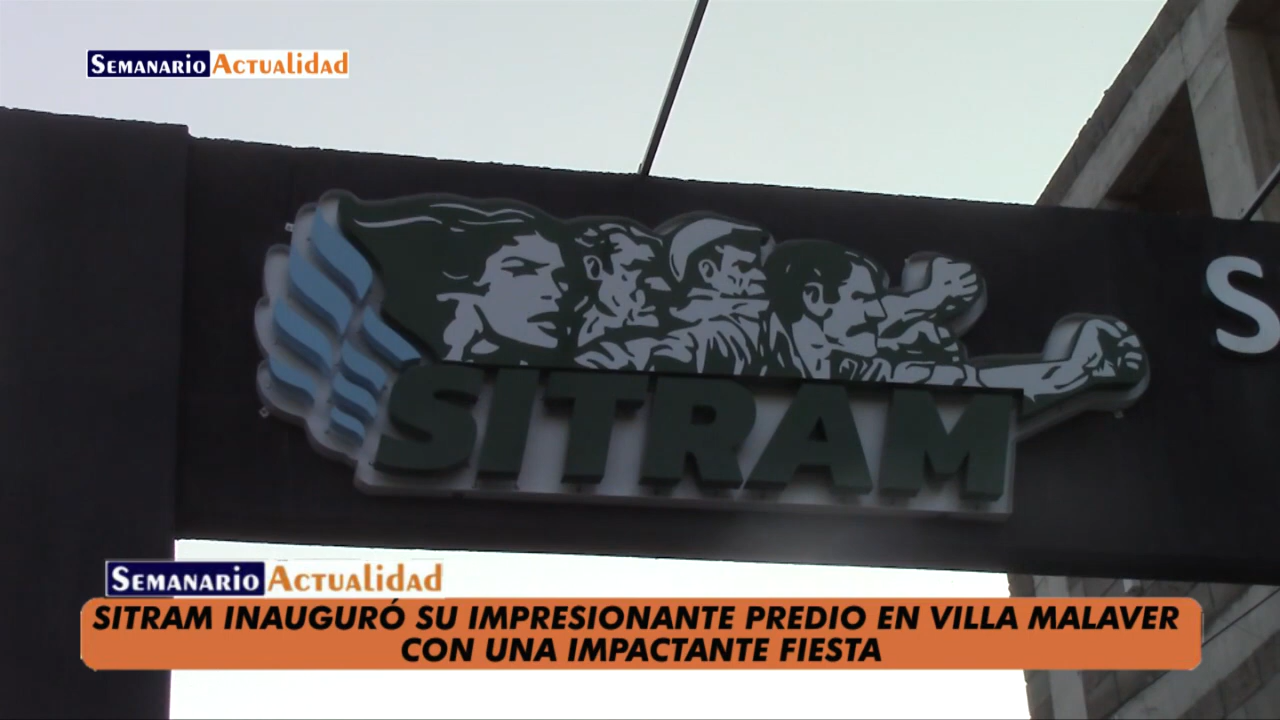 SEMANARIO ACTUALIDAD
SITRAM
S
SEMANARIO ACTUALIDAD
SITRAM INAUGURÓ SU IMPRESIONANTE PREDIO EN VILLA MALAVER
CON UNA IMPACTANTE FIESTA